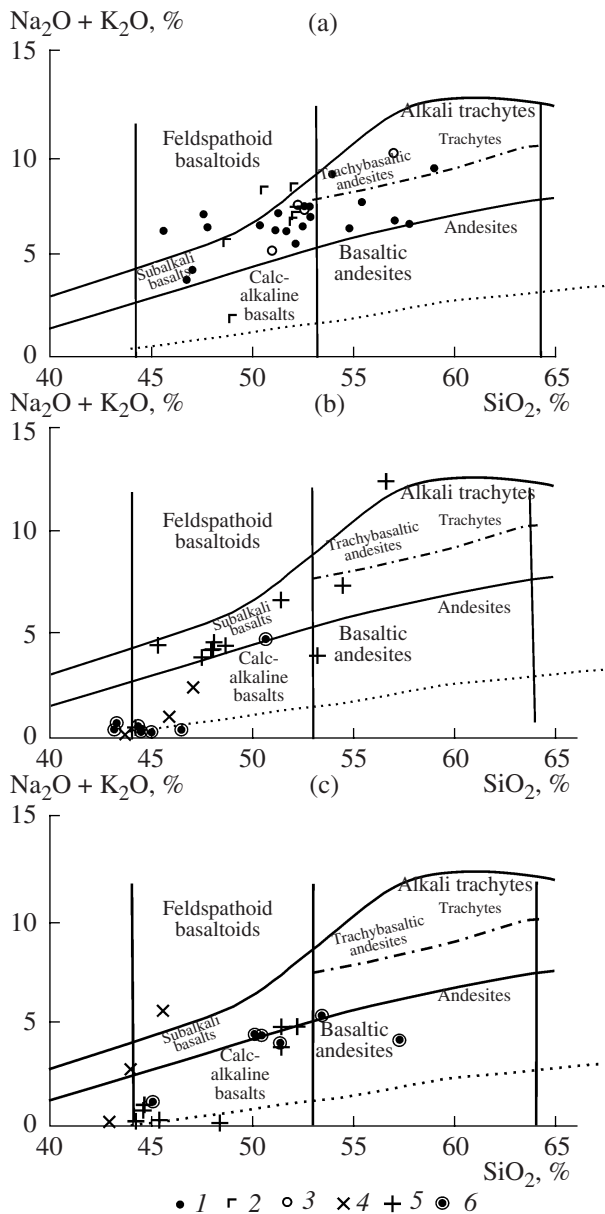 Na2O + K2O, %
(a)
15
Alkali trachytes
Feldspathoid
basaltoids
Trachytes
10
Trachybasaltic
andesites
Andesites
5
Subalkali
basalts
Calc-
alkaline
basalts
Basaltic
andesites
0
40 45 50 55 60 65
Na2O + K2O, %
(b)
SiO2, %
15
Alkali trachytes
Feldspathoid
basaltoids
10
Trachytes
Trachybasaltic
andesites
Subalkali
basalts
Andesites
5
Calc-
alkaline
basalts
Basaltic
andesites
0
40 45 50 55 60 65
Na2O + K2O, %
(c)
SiO2, %
15
Alkali trachytes
Feldspathoid
basaltoids
Trachytes
10
Trachybasaltic
andesites
Andesites
5
Subalkali
basalts
Calc-
alkaline
basalts
Basaltic
andesites
0
40 45 50 55 60 65
SiO2, %
1 2 3 4 5 6